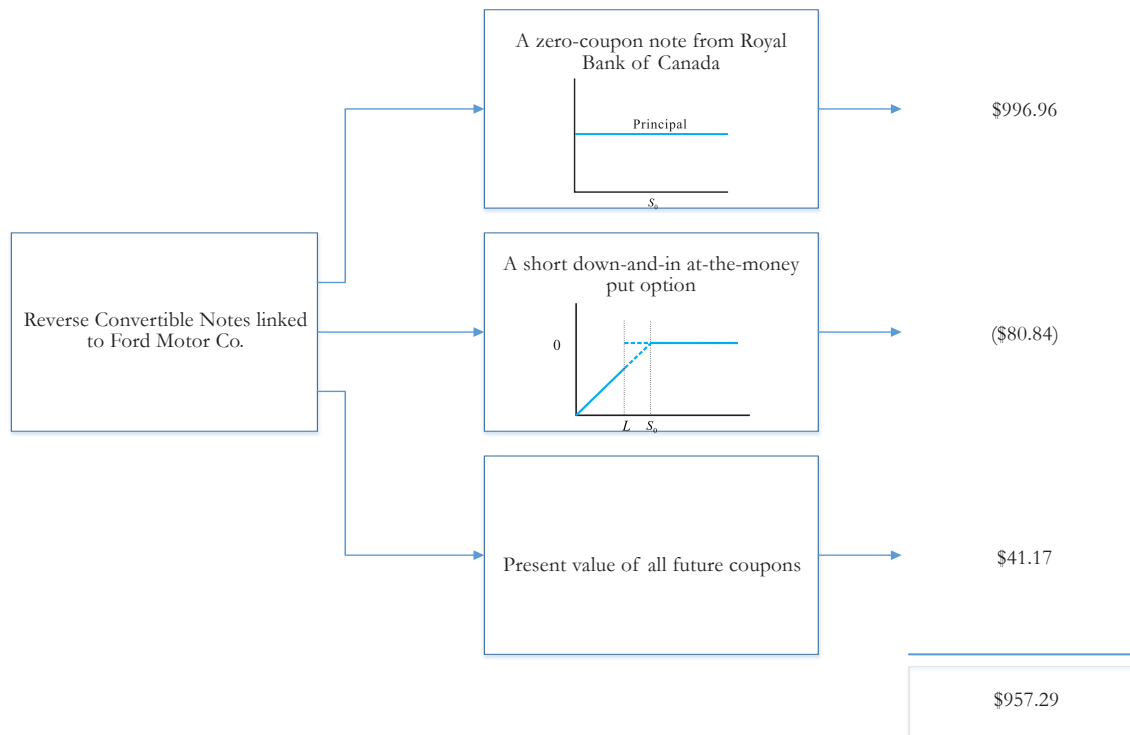 A zero-coupon note from Royal
Bank of Canada
Principal
S₀
$996.96
Reverse Convertible Notes linked
to Ford Motor Co.
A short down-and-in at-the-money
put option
0
L S₀
($80.84)
Present value of all future coupons
$41.17
$957.29